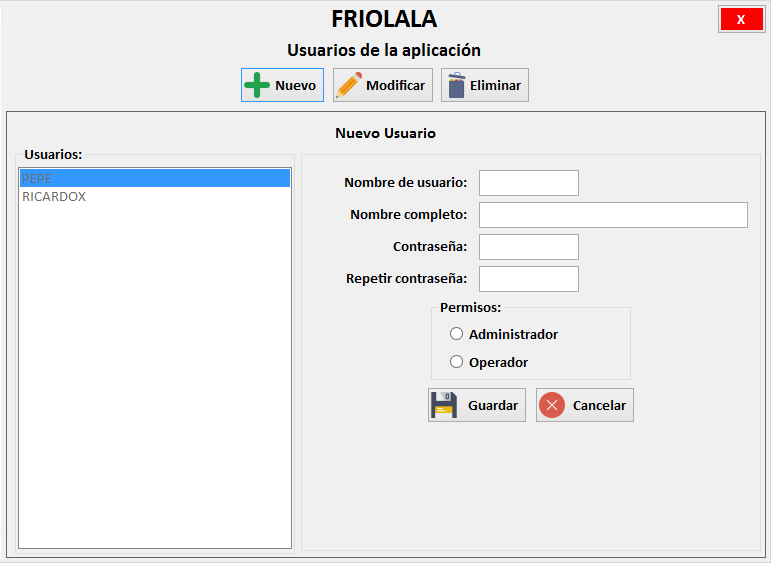 FRIOLALA
X
Usuarios de la aplicación
Nuevo
Modificar
Eliminar
Nuevo Usuario
Usuarios:
PEPE
RICARDOX
Nombre de usuario:
Nombre completo:
Contraseña:
Repetir contraseña:
Permisos:
Administrador
Operador
Guardar
Cancelar